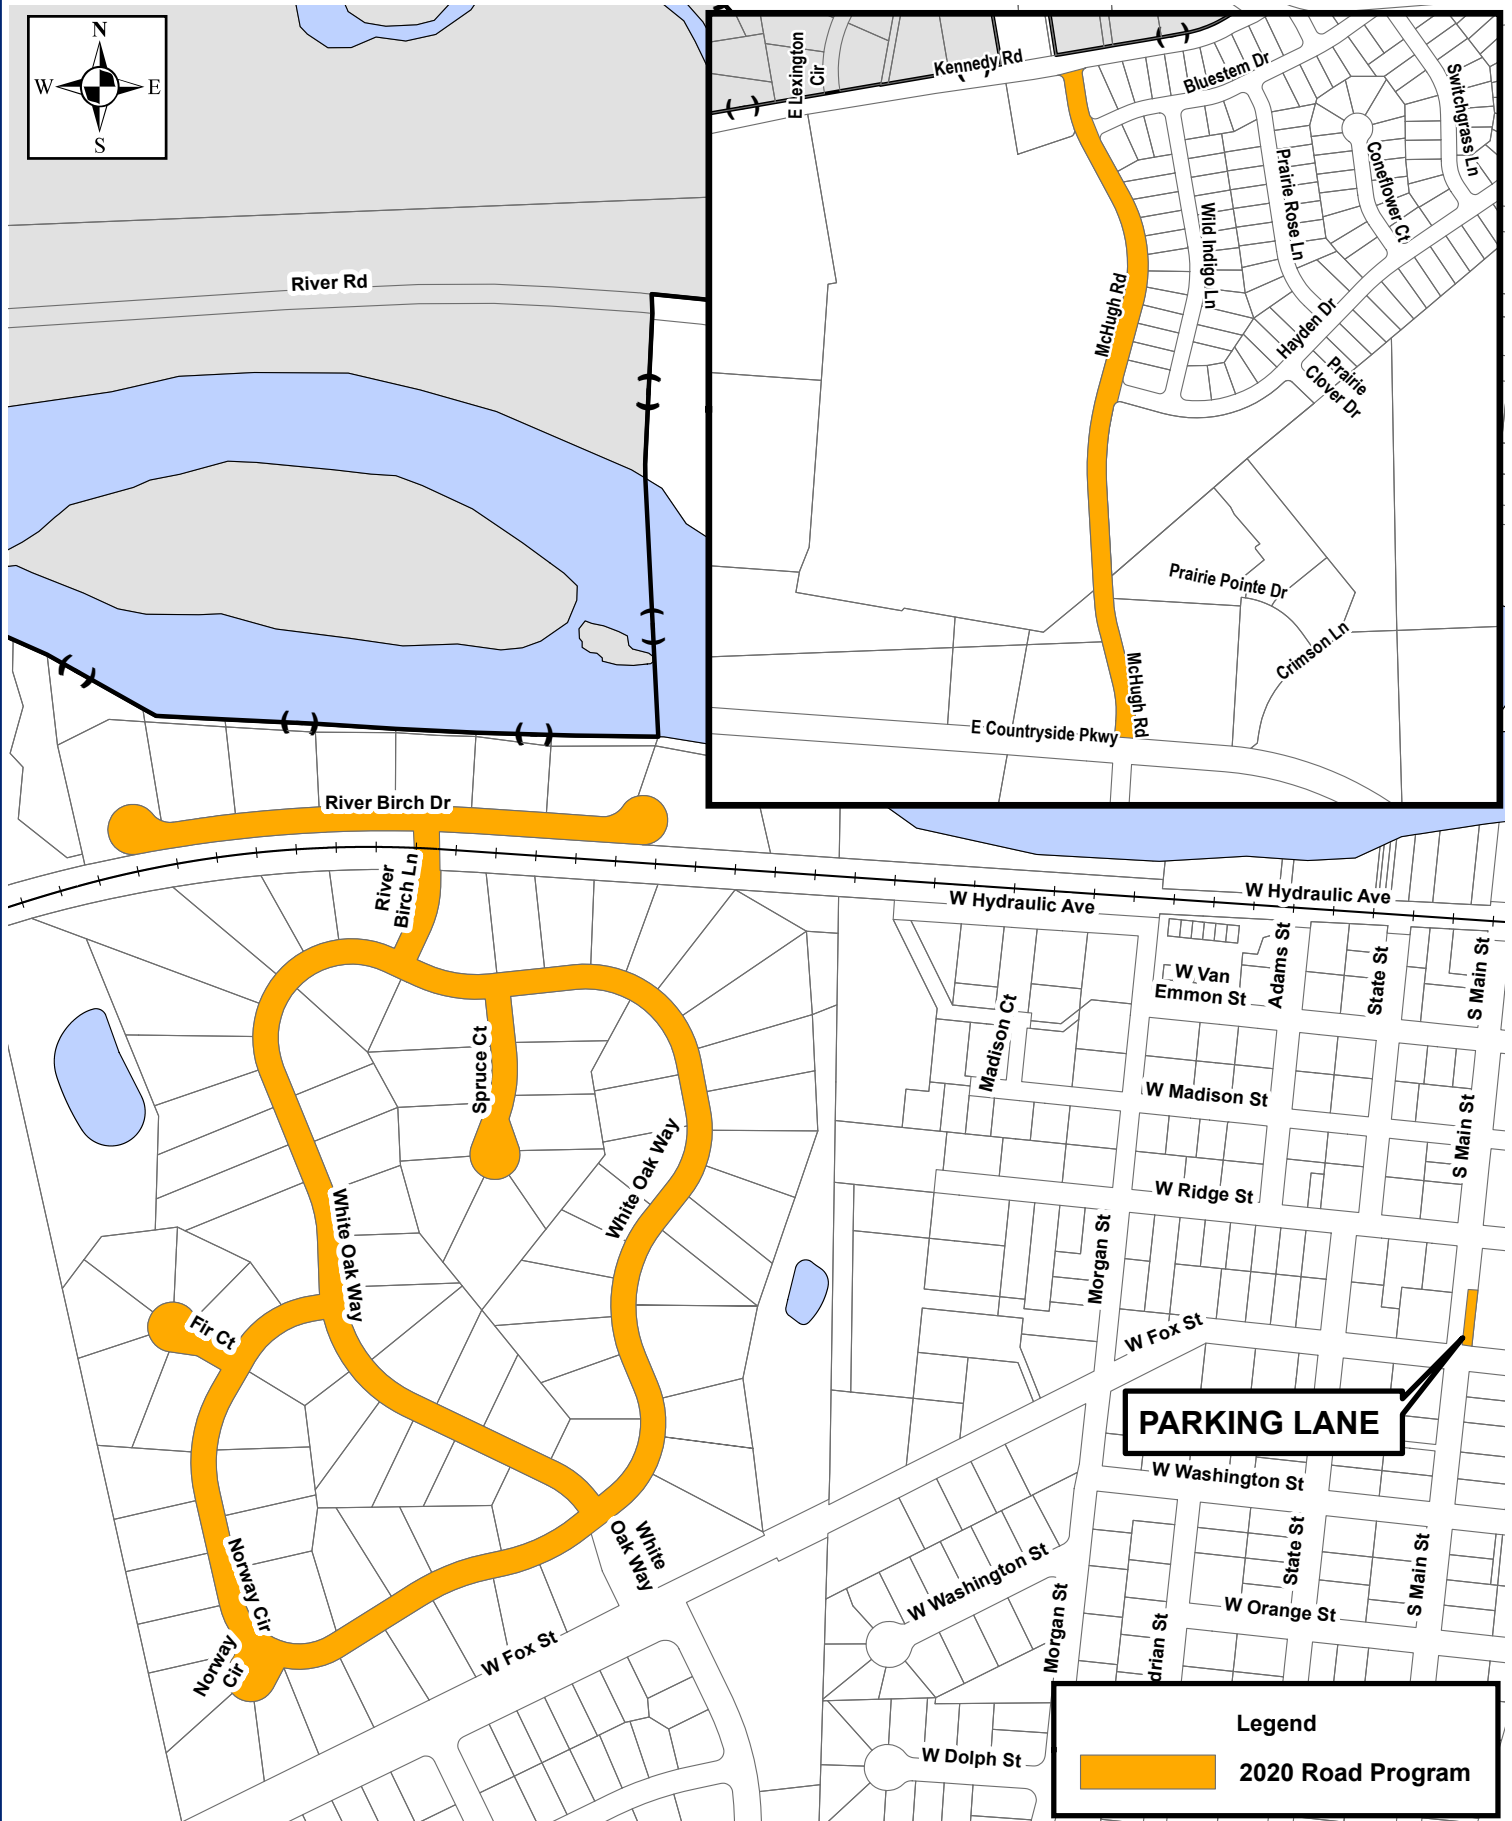 N
W
E
S
River Rd
E Lexington
Cir
Kennedy Rd
Bluestem Dr
Switchgrass Ln
Coneflower Ct
Prairie Rose Ln
Wild Indigo Ln
McHugh Rd
Hayden Dr
Prairie
Clover Dr
Prairie Pointe Dr
Crimson Ln
McHugh Rd
E Countryside Pkwy
River Birch Dr
River
Birch Ln
W Hydraulic Ave
W Hydraulic Ave
W Van
Emmon St
Adams St
State St
S Main St
Madison Ct
Spruce Ct
W Madison St
S Main St
White Oak Way
W Ridge St
White Oak Way
Morgan St
Fir Ct
W Fox St
PARKING LANE
W Washington St
White
Oak Way
State St
S Main St
Norway Cir
W Washington St
W Orange St
Morgan St
drian St
Norway
Cir
W Fox St
W Dolph St
Legend
2020 Road Program